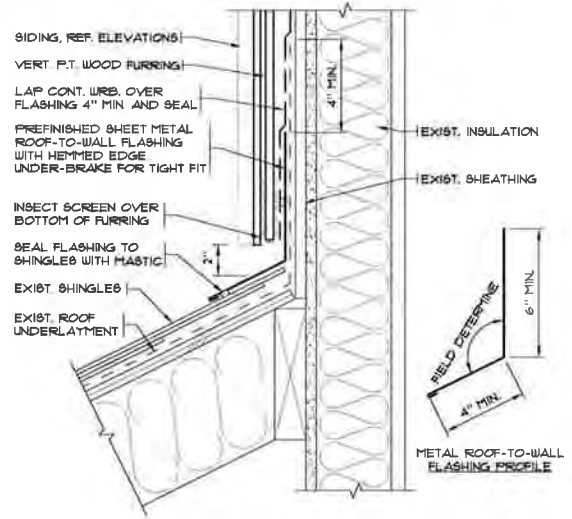 SIDING, REF. ELEVATIONS
VERT. P.T. WOOD FURRING
LAP CONT. WRB. OVER
FLASHING 4" MIN AND SEAL
PREFINISHED SHEET METAL
ROOF-TO-WALL FLASHING
WITH HEMMED EDGE
UNDER-BRAKE FOR TIGHT FIT
INSECT SCREEN OVER
BOTTOM OF FURRING
SEAL FLASHING TO
SHINGLES WITH MASTIC
EXIST. SHINGLES
EXIST. ROOF
UNDERLAYMENT
2"
4" MIN.
EXIST. INSULATION
EXIST. SHEATHING
FIELD DETERMINE
6" MIN.
4" MIN.
METAL ROOF-TO-WALL
FLASHING PROFILE